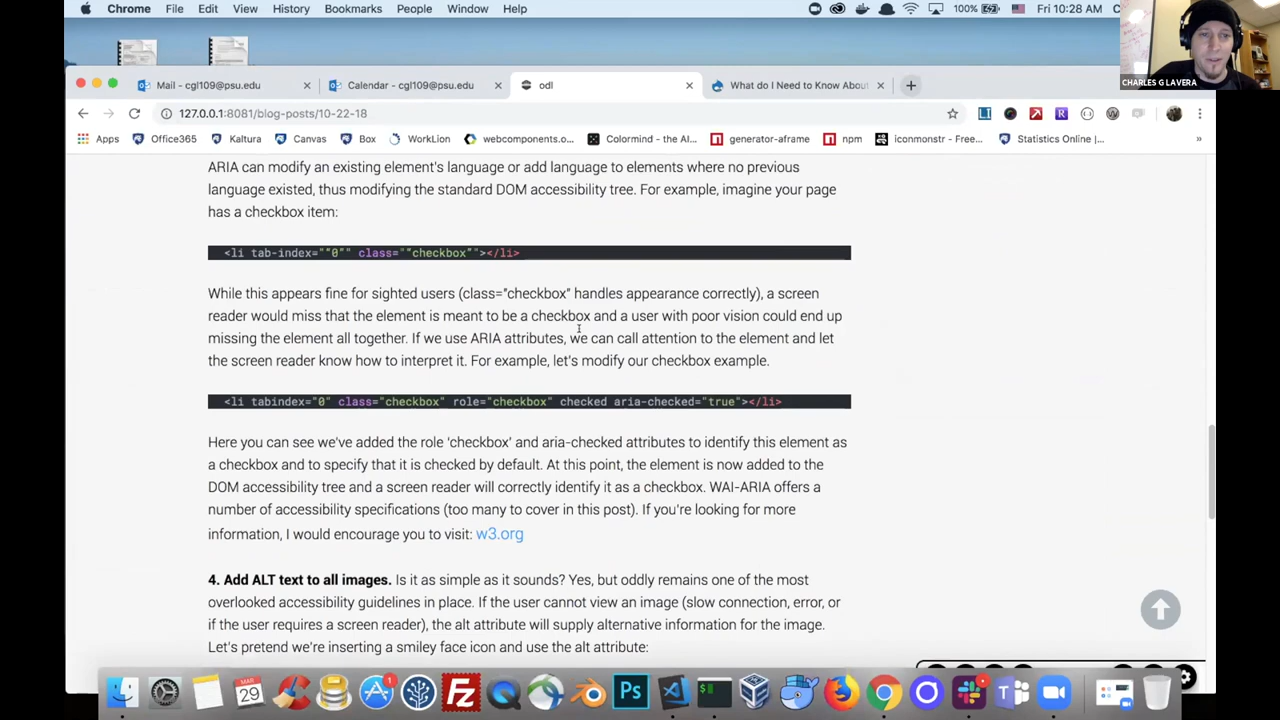 Chrome File Edit View History Bookmarks People Window Help 100% Fri 10:28 AM C
CHARLES G LAVERA
Mail - cgl109@psu.edu Calendar - cgl109@psu.edu odl What do I Need to Know About
127.0.0.1:8081/blog-posts/10-22-18
Apps Office365 Kaltura Canvas Box WorkLion webcomponents.o... Colormind - the AI... generator-iframe npm iconmonstr - Free... Statistics Online |... »
ARIA can modify an existing element's language or add language to elements where no previous
language existed, thus modifying the standard DOM accessibility tree. For example, imagine your page
has a checkbox item:
<li tab-index="“0”" class="“checkbox”"></li>
While this appears fine for sighted users (class="checkbox" handles appearance correctly), a screen
reader would miss that the element is meant to be a checkbox and a user with poor vision could end up
missing the element all together. If we use ARIA attributes, we can call attention to the element and let
the screen reader know how to interpret it. For example, let's modify our checkbox example.
<li tabindex="0" class="checkbox" role="checkbox" checked aria-checked="true"></li>
Here you can see we've added the role 'checkbox' and aria-checked attributes to identify this element as
a checkbox and to specify that it is checked by default. At this point, the element is now added to the
DOM accessibility tree and a screen reader will correctly identify it as a checkbox. WAI-ARIA offers a
number of accessibility specifications (too many to cover in this post). If you're looking for more
information, I would encourage you to visit: w3.org
4. Add ALT text to all images. Is it as simple as it sounds? Yes, but oddly remains one of the most
overlooked accessibility guidelines in place. If the user cannot view an image (slow connection, error, or
if the user requires a screen reader), the alt attribute will supply alternative information for the image.
Let's pretend we're inserting a smiley face icon and use the alt attribute:
MAR
29
1
Fz
Ps